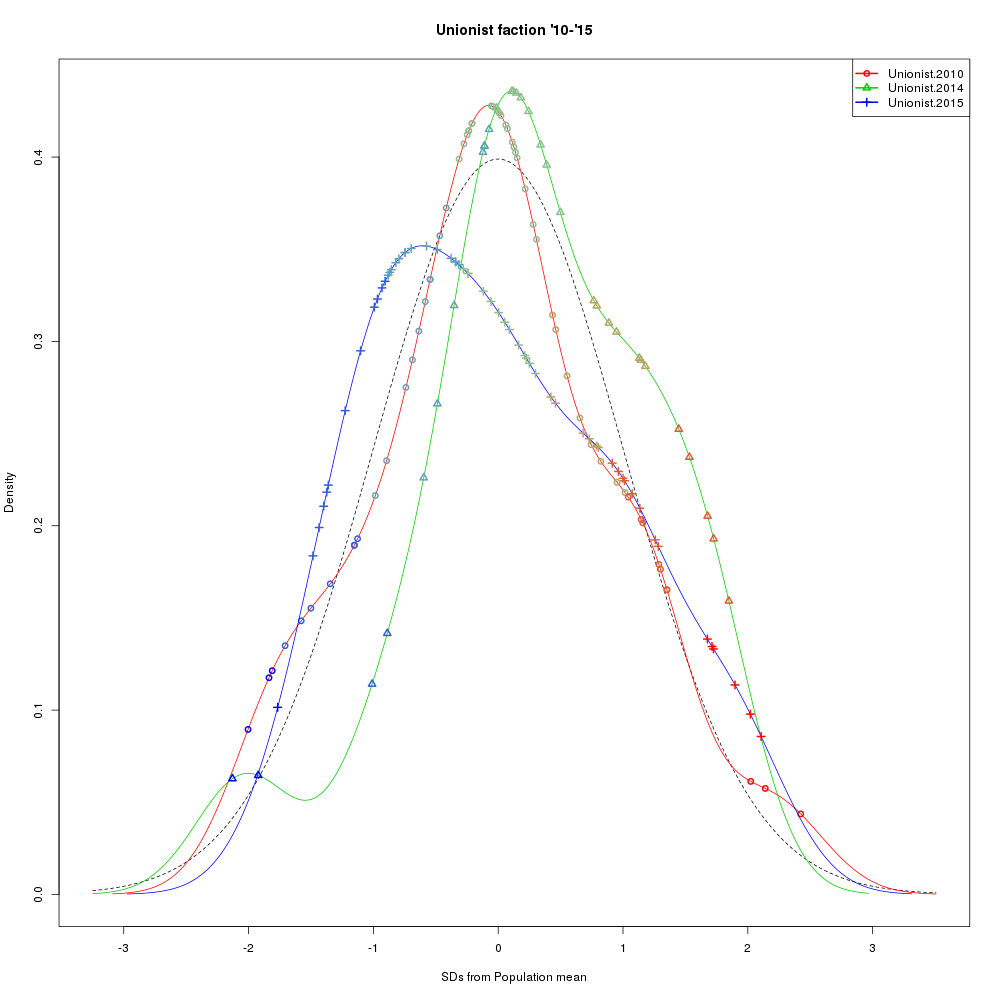 Unionist faction '10-'15
Unionist.2010
Unionist.2014
Unionist.2015
Density
0.4
0.3
0.2
0.1
0.0
-3 -2 -1 0 1 2 3
SDs from Population mean